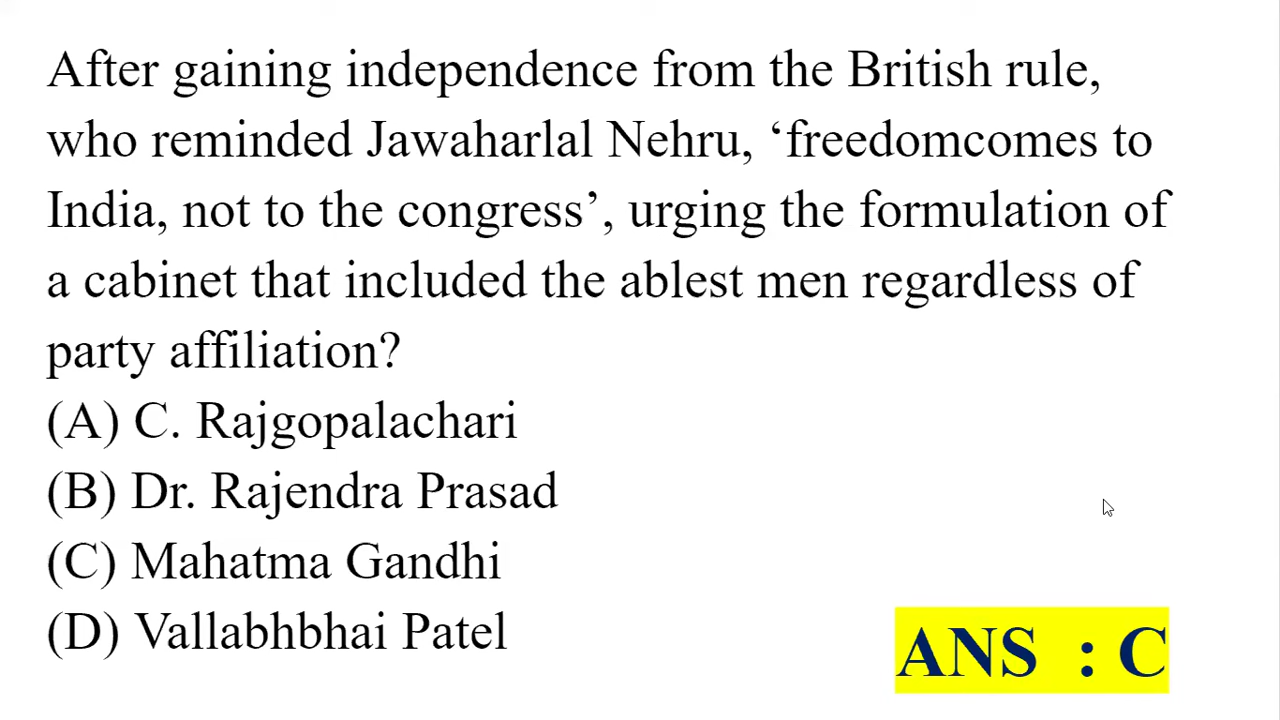 After gaining independence from the British rule,
who reminded Jawaharlal Nehru, ‘freedomcomes to
India, not to the congress’, urging the formulation of
a cabinet that included the ablest men regardless of
party affiliation?
(A) C. Rajgopalachari
(B) Dr. Rajendra Prasad
(C) Mahatma Gandhi
(D) Vallabhbhai Patel
ANS : C